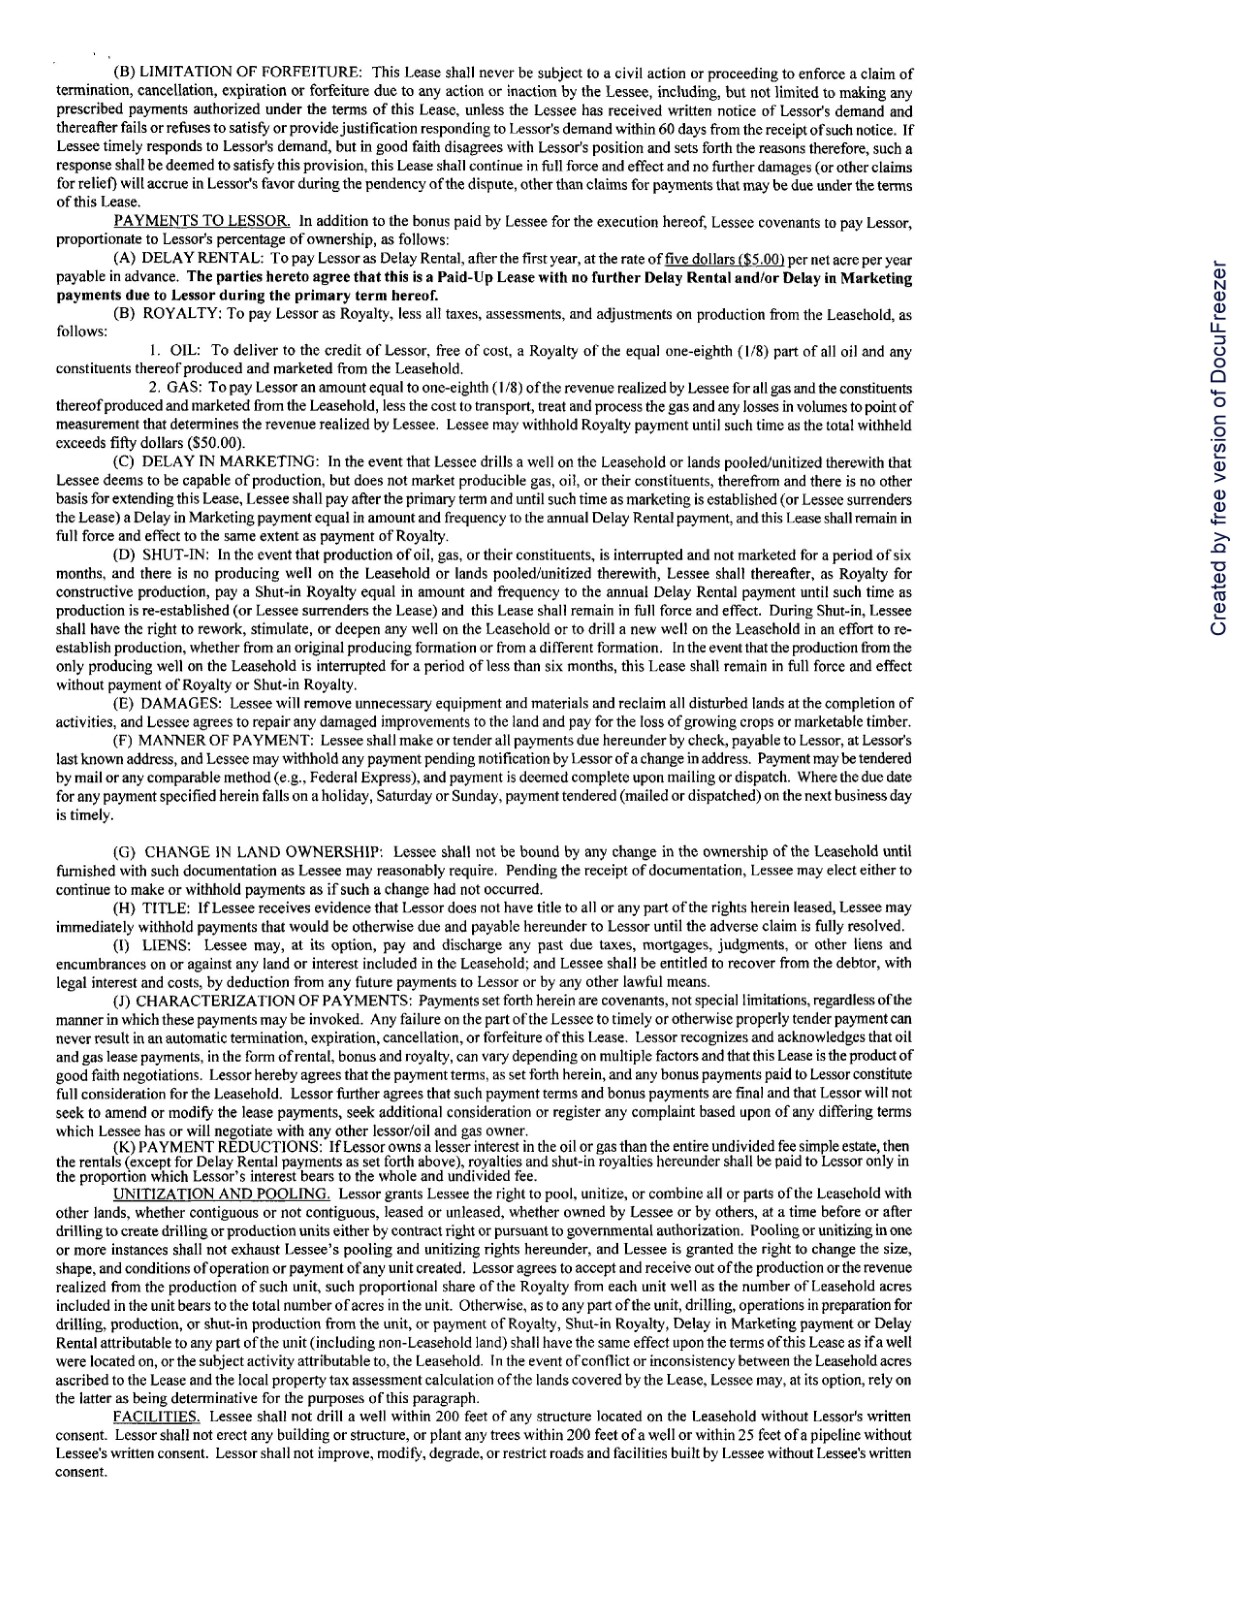 (B) LIMITATION OF FORFEITURE: This Lease shall never be subject to a civil action or proceeding to enforce a claim of
termination, cancellation, expiration or forfeiture due to any action or inaction by the Lessee, including, but not limited to making any
prescribed payments authorized under the terms of this Lease, unless the Lessee has received written notice of Lessor's demand and
thereafter fails or refuses to satisfy or provide justification responding to Lessor's demand within 60 days from the receipt of such notice. If
Lessee timely responds to Lessor's demand, but in good faith disagrees with Lessor's position and sets forth the reasons therefore, such a
response shall be deemed to satisfy this provision, this Lease shall continue in full force and effect and no further damages (or other claims
for relief) will accrue in Lessor's favor during the pendency of the dispute, other than claims for payments that may be due under the terms
of this Lease.
PAYMENTS TO LESSOR. In addition to the bonus paid by Lessee for the execution hereof, Lessee covenants to pay Lessor,
proportionate to Lessor's percentage of ownership, as follows:
(A) DELAY RENTAL: To pay Lessor as Delay Rental, after the first year, at the rate of five dollars ($5.00) per net acre per year
payable in advance. The parties hereto agree that this is a Paid-Up Lease with no further Delay Rental and/or Delay in Marketing
payments due to Lessor during the primary term hereof.
(B) ROYALTY: To pay Lessor as Royalty, less all taxes, assessments, and adjustments on production from the Leasehold, as
follows:
1. OIL: To deliver to the credit of Lessor, free of cost, a Royalty of the equal one-eighth (1/8) part of all oil and any
constituents thereof produced and marketed from the Leasehold.
2. GAS: To pay Lessor an amount equal to one-eighth (1/8) of the revenue realized by Lessee for all gas and the constituents
thereof produced and marketed from the Leasehold, less the cost to transport, treat and process the gas and any losses in volumes to point of
measurement that determines the revenue realized by Lessee. Lessee may withhold Royalty payment until such time as the total withheld
exceeds fifty dollars ($50.00).
(C) DELAY IN MARKETING: In the event that Lessee drills a well on the Leasehold or lands pooled/unitized therewith that
Lessee deems to be capable of production, but does not market producible gas, oil, or their constituents, therefrom and there is no other
basis for extending this Lease, Lessee shall pay after the primary term and until such time as marketing is established (or Lessee surrenders
the Lease) a Delay in Marketing payment equal in amount and frequency to the annual Delay Rental payment, and this Lease shall remain in
full force and effect to the same extent as payment of Royalty.
(D) SHUT-IN: In the event that production of oil, gas, or their constituents, is interrupted and not marketed for a period of six
months, and there is no producing well on the Leasehold or lands pooled/unitized therewith, Lessee shall thereafter, as Royalty for
constructive production, pay a Shut-in Royalty equal in amount and frequency to the annual Delay Rental payment until such time as
production is re-established (or Lessee surrenders the Lease) and this Lease shall remain in full force and effect. During Shut-in, Lessee
shall have the right to rework, stimulate, or deepen any well on the Leasehold or to drill a new well on the Leasehold in an effort to re-
establish production, whether from an original producing formation or from a different formation. In the event that the production from the
only producing well on the Leasehold is interrupted for a period of less than six months, this Lease shall remain in full force and effect
without payment of Royalty or Shut-in Royalty.
(E) DAMAGES: Lessee will remove unnecessary equipment and materials and reclaim all disturbed lands at the completion of
activities, and Lessee agrees to repair any damaged improvements to the land and pay for the loss of growing crops or marketable timber.
(F) MANNER OF PAYMENT: Lessee shall make or tender all payments due hereunder by check, payable to Lessor, at Lessor's
last known address, and Lessee may withhold any payment pending notification by Lessor of a change in address. Payment may be tendered
by mail or any comparable method (e.g., Federal Express), and payment is deemed complete upon mailing or dispatch. Where the due date
for any payment specified herein falls on a holiday, Saturday or Sunday, payment tendered (mailed or dispatched) on the next business day
is timely.
(G) CHANGE IN LAND OWNERSHIP: Lessee shall not be bound by any change in the ownership of the Leasehold until
furnished with such documentation as Lessee may reasonably require. Pending the receipt of documentation, Lessee may elect either to
continue to make or withhold payments as if such a change had not occurred.
(H) TITLE: If Lessee receives evidence that Lessor does not have title to all or any part of the rights herein leased, Lessee may
immediately withhold payments that would be otherwise due and payable hereunder to Lessor until the adverse claim is fully resolved.
(I) LIENS: Lessee may, at its option, pay and discharge any past due taxes, mortgages, judgments, or other liens and
encumbrances on or against any land or interest included in the Leasehold; and Lessee shall be entitled to recover from the debtor, with
legal interest and costs, by deduction from any future payments to Lessor or by any other lawful means.
(J) CHARACTERIZATION OF PAYMENTS: Payments set forth herein are covenants, not special limitations, regardless of the
manner in which these payments may be invoked. Any failure on the part of the Lessee to timely or otherwise properly tender payment can
never result in an automatic termination, expiration, cancellation, or forfeiture of this Lease. Lessor recognizes and acknowledges that oil
and gas lease payments, in the form of rental, bonus and royalty, can vary depending on multiple factors and that this Lease is the product of
good faith negotiations. Lessor hereby agrees that the payment terms, as set forth herein, and any bonus payments paid to Lessor constitute
full consideration for the Leasehold. Lessor further agrees that such payment terms and bonus payments are final and that Lessor will not
seek to amend or modify the lease payments, seek additional consideration or register any complaint based upon of any differing terms
which Lessee has or will negotiate with any other lessor/oil and gas owner.
(K) PAYMENT REDUCTIONS: If Lessor owns a lesser interest in the oil or gas than the entire undivided fee simple estate, then
the rentals (except for Delay Rental payments as set forth above), royalties and shut-in royalties hereunder shall be paid to Lessor only in
the proportion which Lessor's interest bears to the whole and undivided fee.
UNITIZATION AND POOLING. Lessor grants Lessee the right to pool, unitize, or combine all or parts of the Leasehold with
other lands, whether contiguous or not contiguous, leased or unleased, whether owned by Lessee or by others, at a time before or after
drilling to create drilling or production units either by contract right or pursuant to governmental authorization. Pooling or unitizing in one
or more instances shall not exhaust Lessee's pooling and unitizing rights hereunder, and Lessee is granted the right to change the size,
shape, and conditions of operation or payment of any unit created. Lessor agrees to accept and receive out of the production or the revenue
realized from the production of such unit, such proportional share of the Royalty from each unit well as the number of Leasehold acres
included in the unit bears to the total number of acres in the unit. Otherwise, as to any part of the unit, drilling, operations in preparation for
drilling, production, or shut-in production from the unit, or payment of Royalty, Shut-in Royalty, Delay in Marketing payment or Delay
Rental attributable to any part of the unit (including non-Leasehold land) shall have the same effect upon the terms of this Lease as if a well
were located on, or the subject activity attributable to, the Leasehold. In the event of conflict or inconsistency between the Leasehold acres
ascribed to the Lease and the local property tax assessment calculation of the lands covered by the Lease, Lessee may, at its option, rely on
the latter as being determinative for the purposes of this paragraph.
FACILITIES. Lessee shall not drill a well within 200 feet of any structure located on the Leasehold without Lessor's written
consent. Lessor shall not erect any building or structure, or plant any trees within 200 feet of a well or within 25 feet of a pipeline without
Lessee's written consent. Lessor shall not improve, modify, degrade, or restrict roads and facilities built by Lessee without Lessee's written
consent.
Created by free version of DocuFreezer